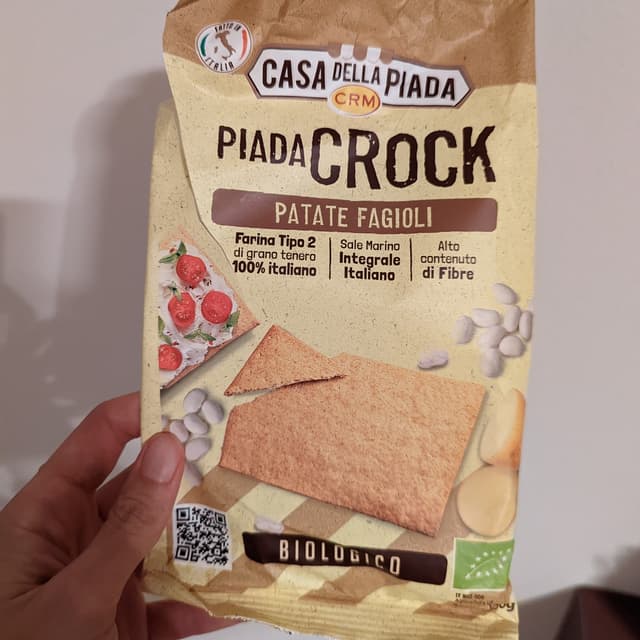 FATTO IN
ITALIA
CASA DELLA PIADA
CRM
PIADA CROCK
PATATE FAGIOLI
Farina Tipo 2
di grano tenero
100% italiano
Sale Marino
Integrale
Italiano
Alto
contenuto
di Fibre
BIOLOGICO